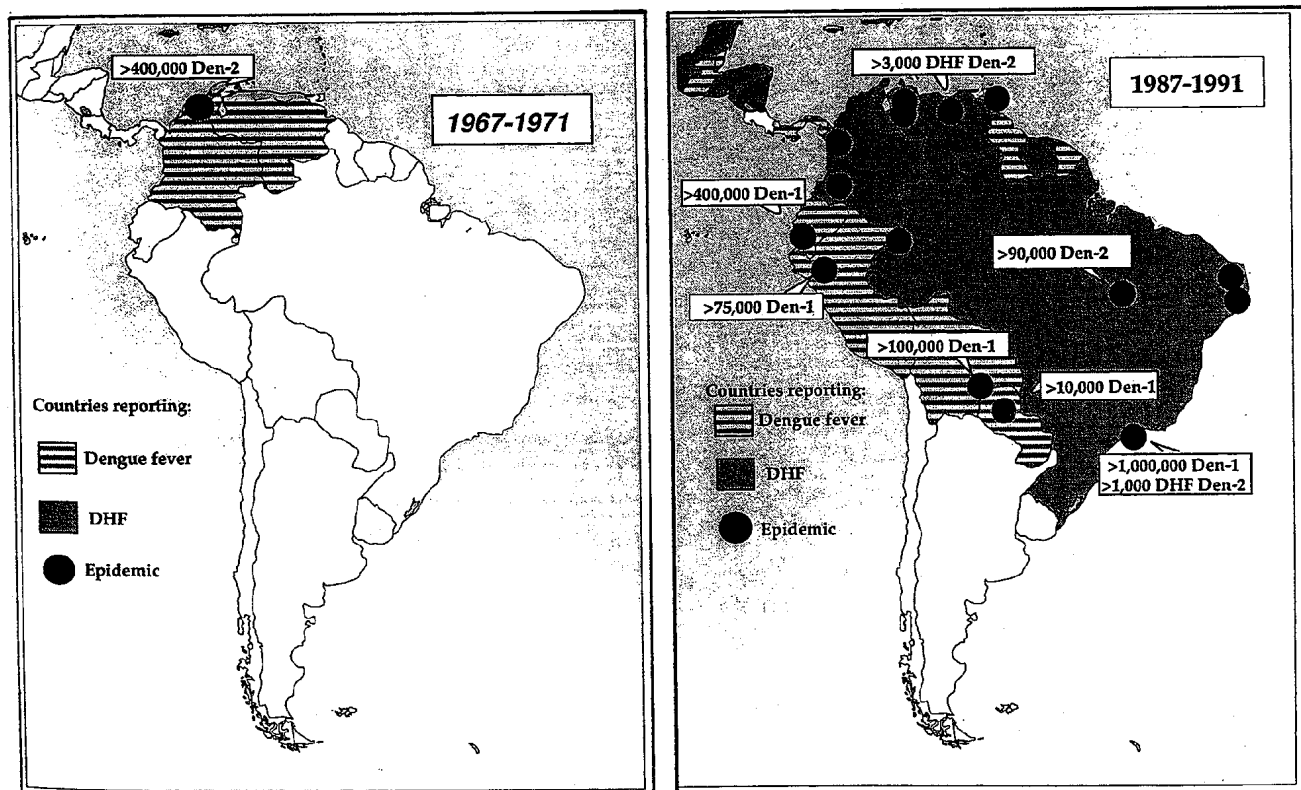 >400,000 Den-2
1967-1971
Countries reporting:
Dengue fever
DHF
Epidemic
>3,000 DHF Den-2
1987-1991
>400,000 Den-1
>90,000 Den-2
>75,000 Den-1
>100,000 Den-1
>10,000 Den-1
Countries reporting:
Dengue fever
DHF
Epidemic
>1,000,000 Den-1
>1,000 DHF Den-2